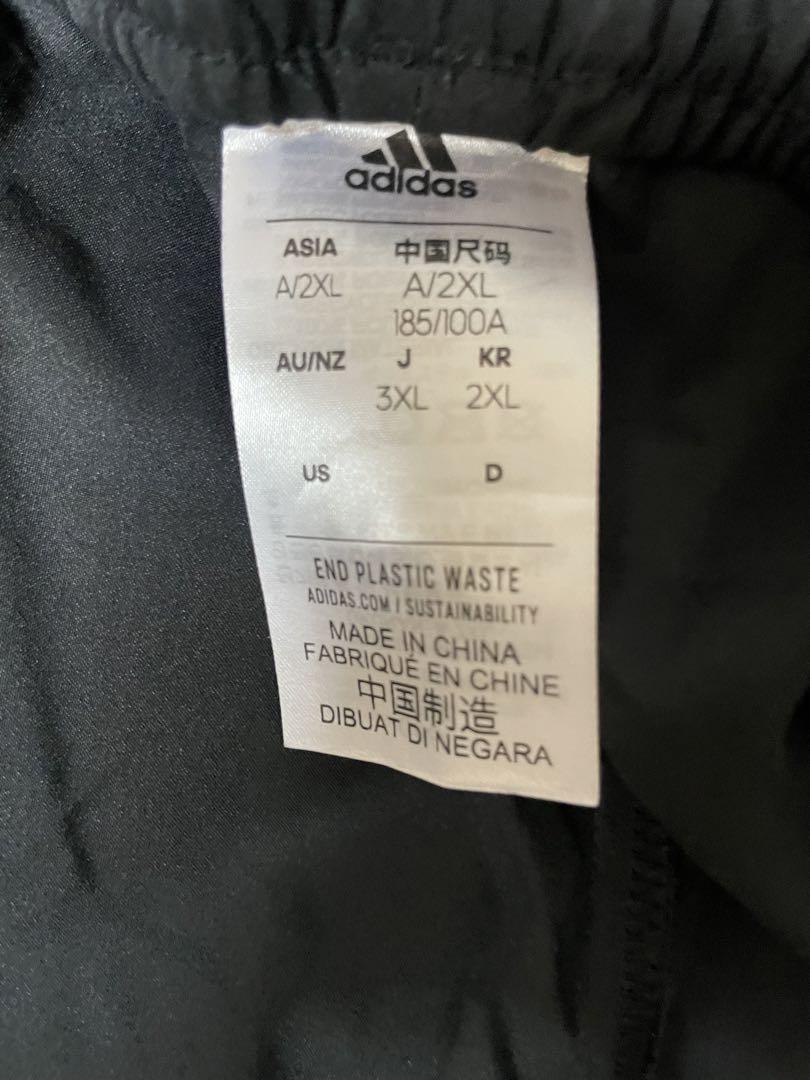 adidas
ASIA 中国尺码
A/2XL A/2XL
185/100A
AU/NZ J KR
3XL 2XL
US D
END PLASTIC WASTE
ADIDAS.COM / SUSTAINABILITY
MADE IN CHINA
FABRIQUÉ EN CHINE
中国制造
DIBUAT DI NEGARA